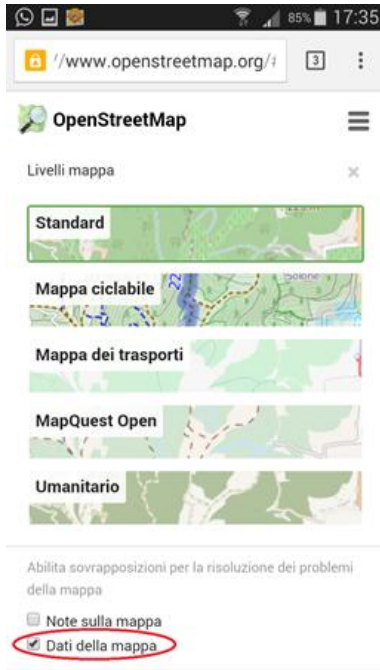 85% 17:35
//www.openstreetmap.org/# 3
OpenStreetMap
Livelli mappa
Standard
Mappa ciclabile
Mappa dei trasporti
MapQuest Open
Umanitario
Abilita sovrapposizioni per la risoluzione dei problemi
della mappa
Note sulla mappa
Dati della mappa